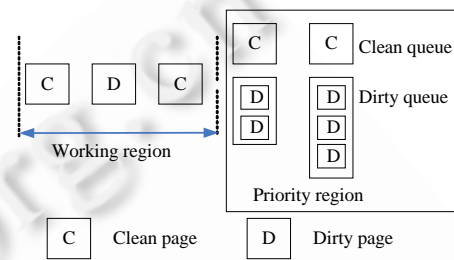 C C Clean queue
C D C
D D Dirty queue
D D
D
Working region
Priority region
C Clean page D Dirty page